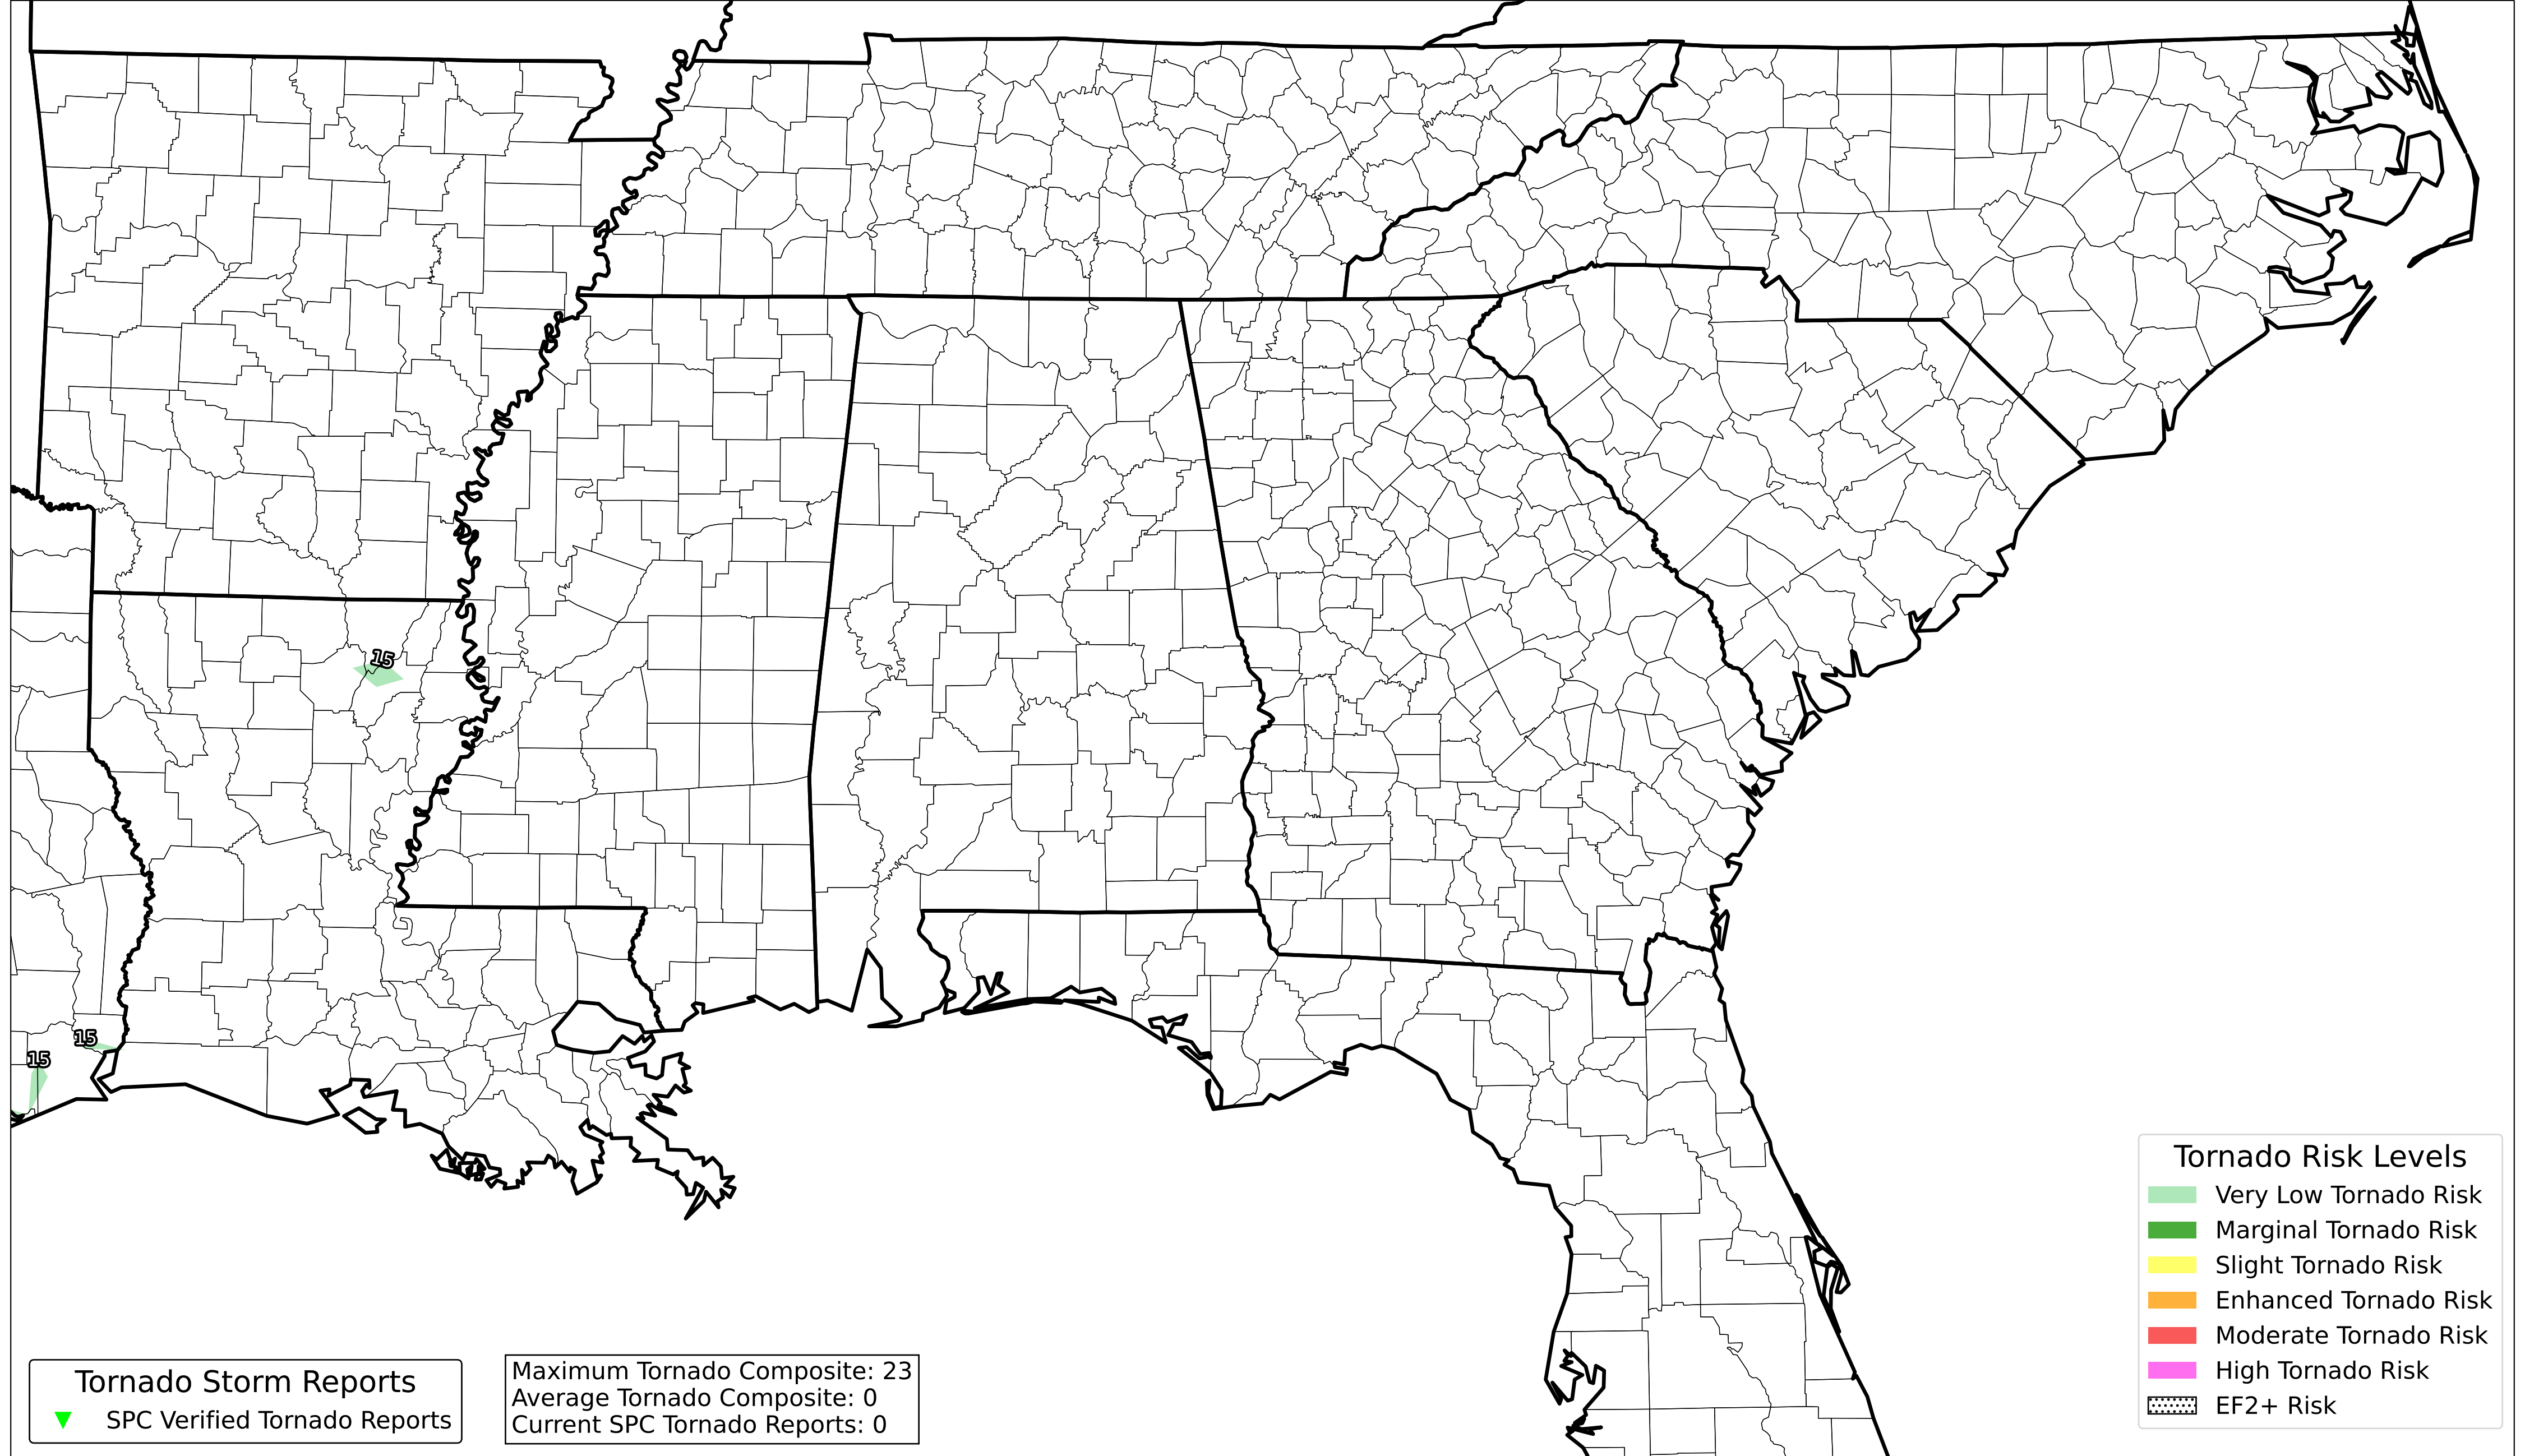 15
15
15
Tornado Risk Levels
Very Low Tornado Risk
Marginal Tornado Risk
Slight Tornado Risk
Enhanced Tornado Risk
Moderate Tornado Risk
High Tornado Risk
EF2+ Risk
Tornado Storm Reports
SPC Verified Tornado Reports
Maximum Tornado Composite: 23
Average Tornado Composite: 0
Current SPC Tornado Reports: 0